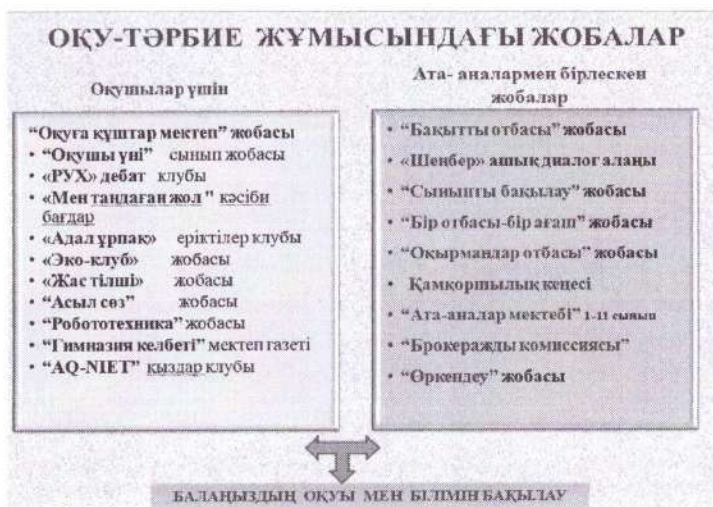 ОҚУ-ТӘРБИЕ ЖҰМЫСЫНДАҒЫ ЖОБАЛАР
Оқушылар үшін
“Оқуға құштар мектеп” жобасы
• “Оқушы үні” сынып жобасы
• «РУХ» дебат клубы
• «Мен таңдаған жол" кәсіби
бағдар
• «Адал ұрпақ» еріктілер клубы
• «Эко-клуб» жобасы
• «Жас тілші» жобасы
• “Асыл сөз” жобасы
• “Робототехника” жобасы
• “Гимназия келбеті” мектеп газеті
• “AQ-NIET” қыздар клубы
Ата- аналармен бірлескен
жобалар
• “Бақытты отбасы” жобасы
• «Шеңбер» ашық диалог алаңы
• “Сыныпты бақылау” жобасы
• “Бір отбасы-бір ағаш” жобасы
• “Оқырмандар отбасы” жобасы
• Қамқоршылық кеңесі
• “Ата-аналар мектебі” 1-11 сынып
• “Брокеражды комиссиясы”
• “Өркендеу” жобасы
БАЛАҢЫЗДЫҢ ОҚУЫ МЕН БІЛІМІН БАҚЫЛАУ